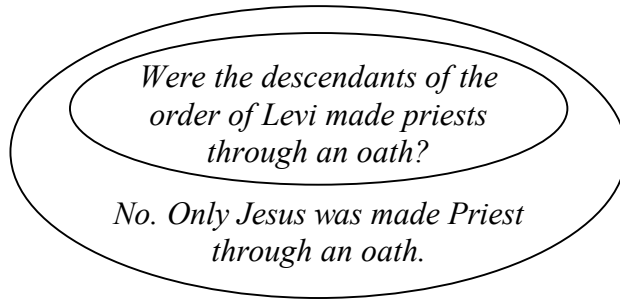 Were the descendants of the
order of Levi made priests
through an oath?
No. Only Jesus was made Priest
through an oath.